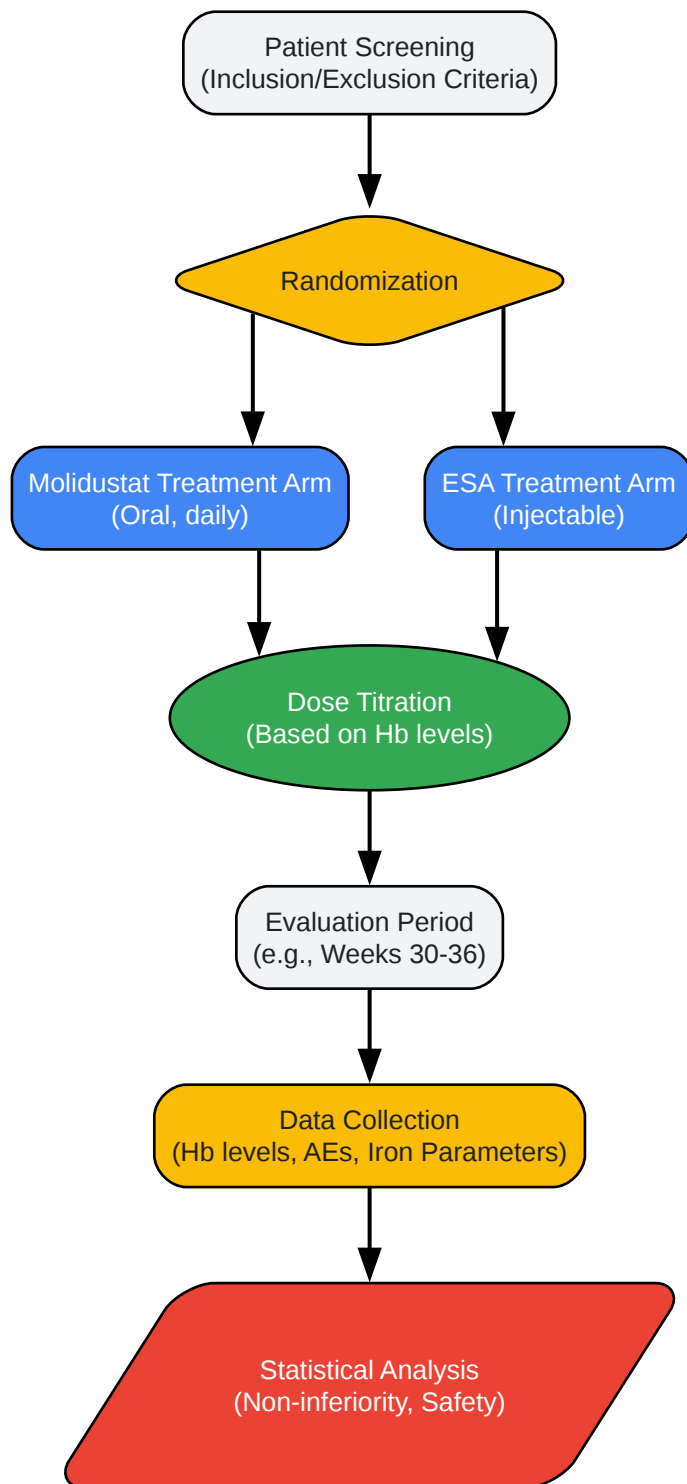 Patient Screening
(Inclusion/Exclusion Criteria)
Randomization
Molidustat Treatment Arm
(Oral, daily)
ESA Treatment Arm
(Injectable)
Dose Titration
(Based on Hb levels)
Evaluation Period
(e.g., Weeks 30-36)
Data Collection
(Hb levels, AEs, Iron Parameters)
Statistical Analysis
(Non-inferiority, Safety)